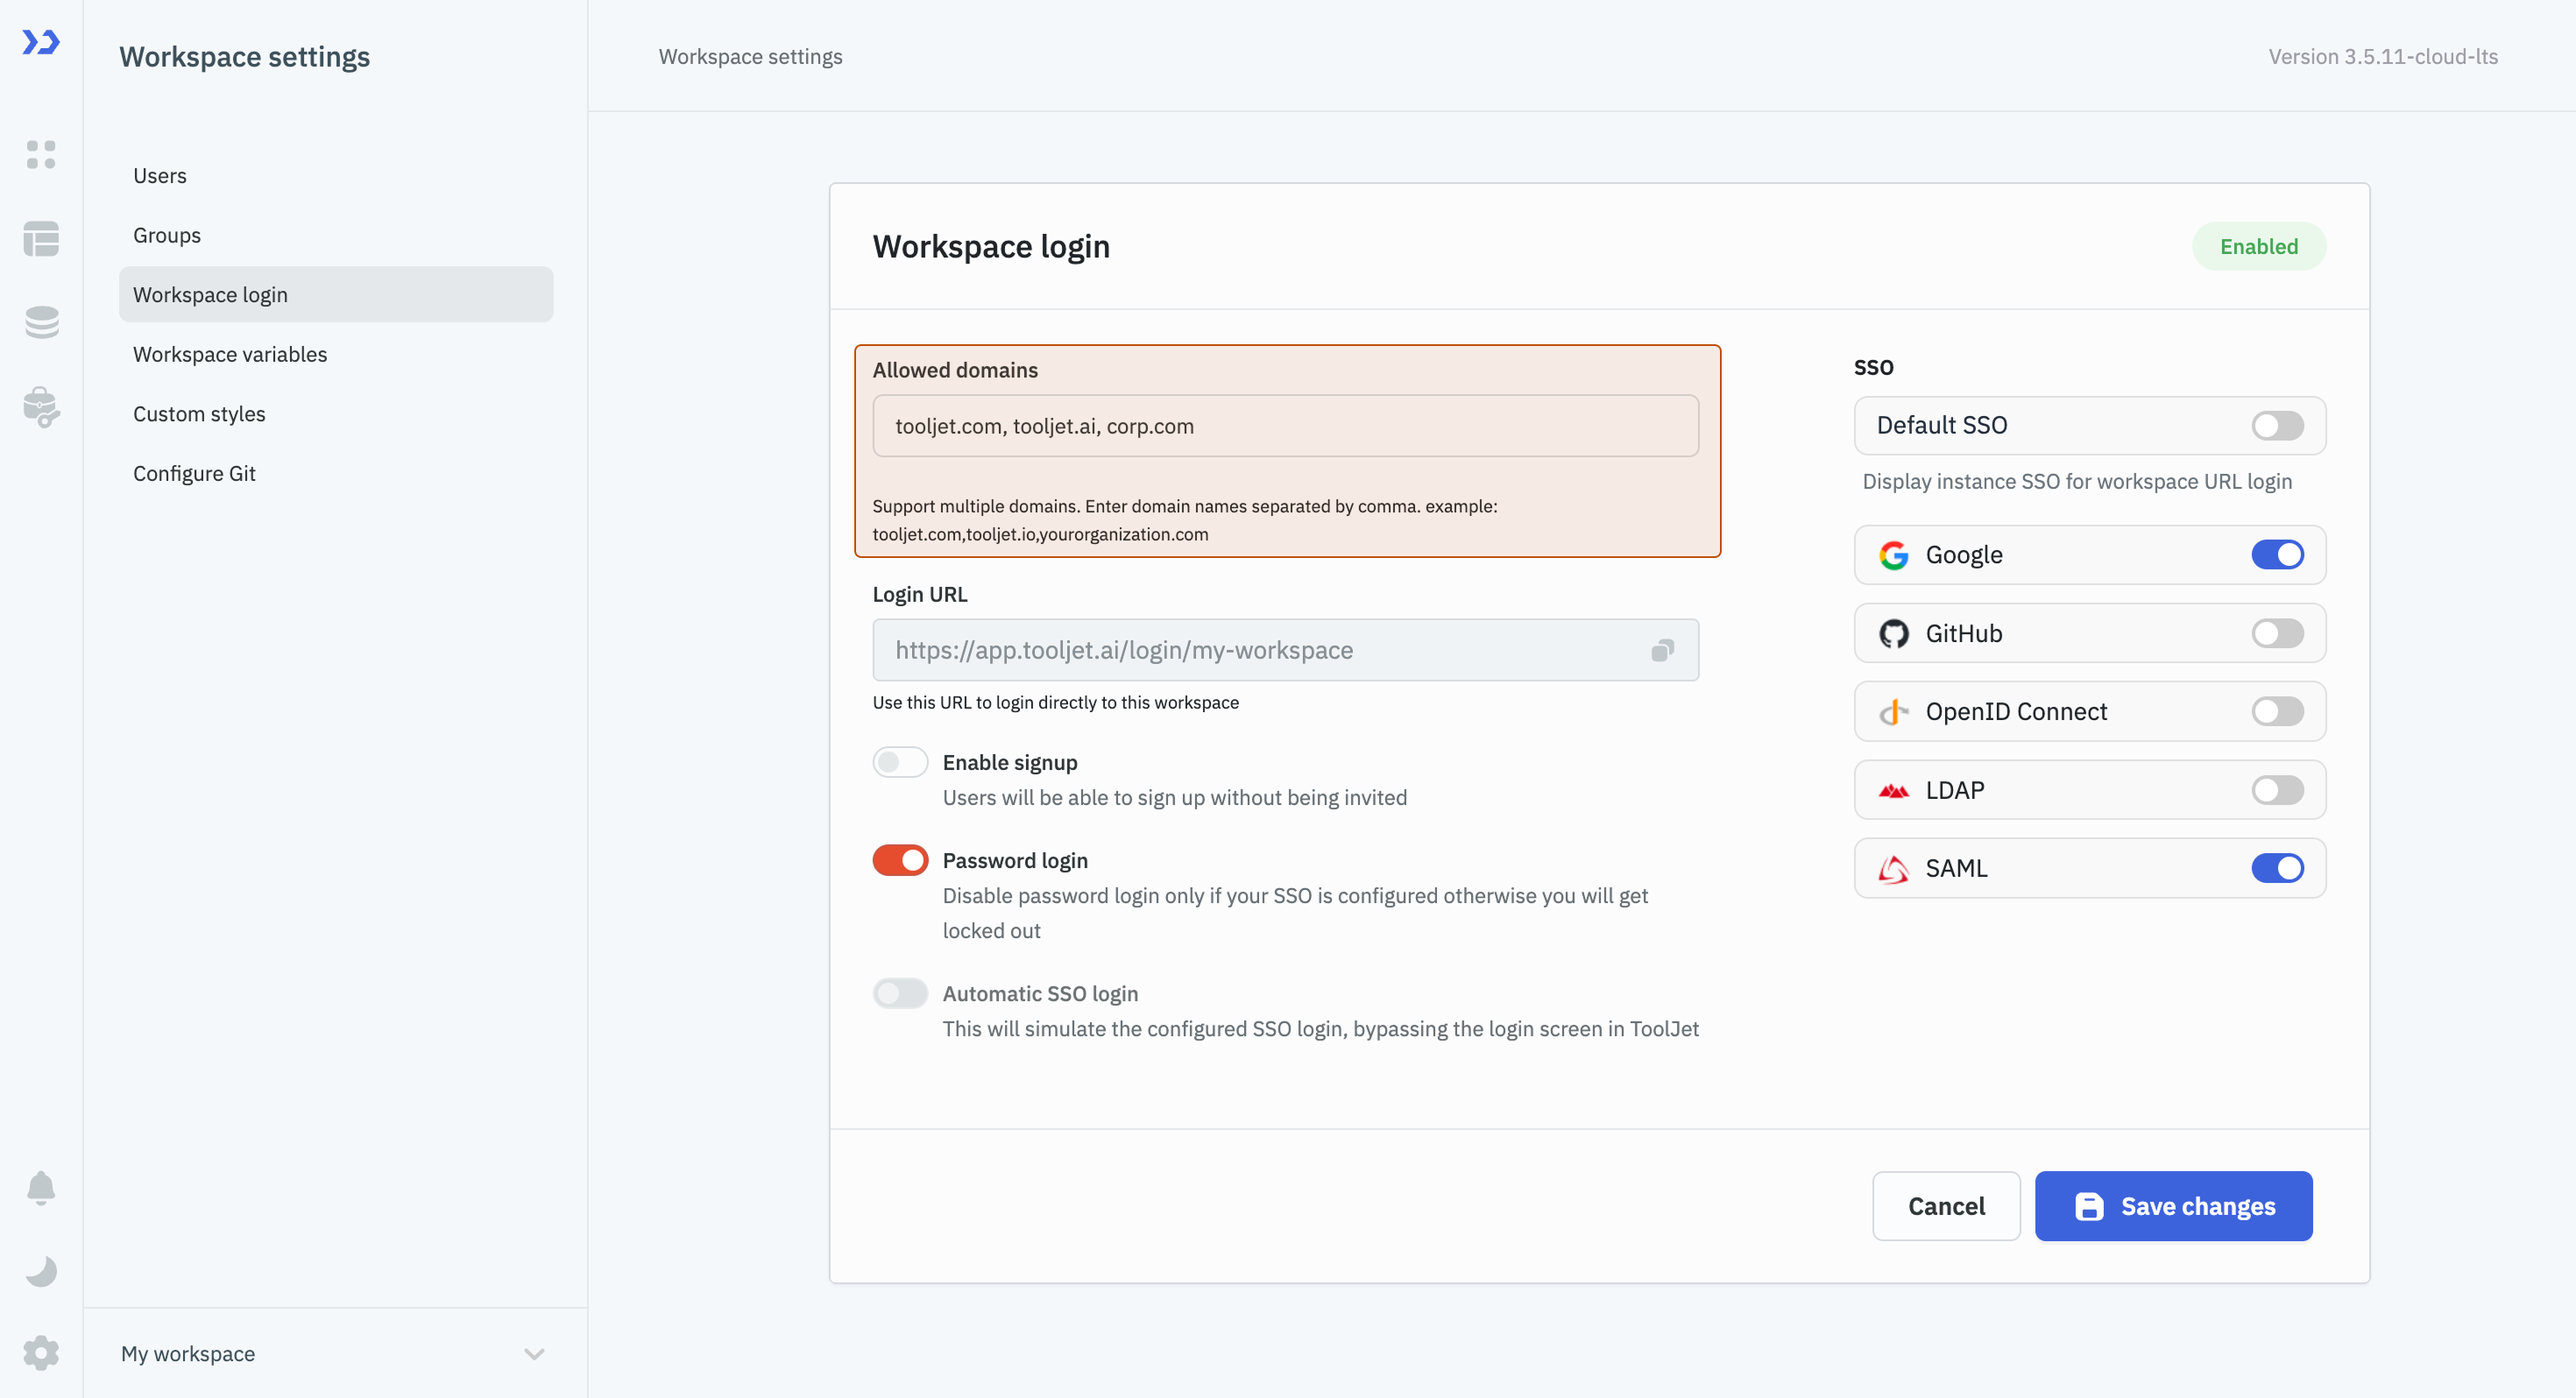 Workspace settings
Users
Groups
Workspace login
Workspace variables
Custom styles
Configure Git
My workspace
Workspace settings
Version 3.5.11-cloud-lts
Workspace login
Enabled
Allowed domains
tooljet.com, tooljet.ai, corp.com
Support multiple domains. Enter domain names separated by comma. example:
tooljet.com,tooljet.io,yourorganization.com
Login URL
https://app.tooljet.ai/login/my-workspace
Use this URL to login directly to this workspace
Enable signup
Users will be able to sign up without being invited
Password login
Disable password login only if your SSO is configured otherwise you will get
locked out
Automatic SSO login
This will simulate the configured SSO login, bypassing the login screen in ToolJet
SSO
Default SSO
Display instance SSO for workspace URL login
Google
GitHub
OpenID Connect
LDAP
SAML
Cancel
Save changes